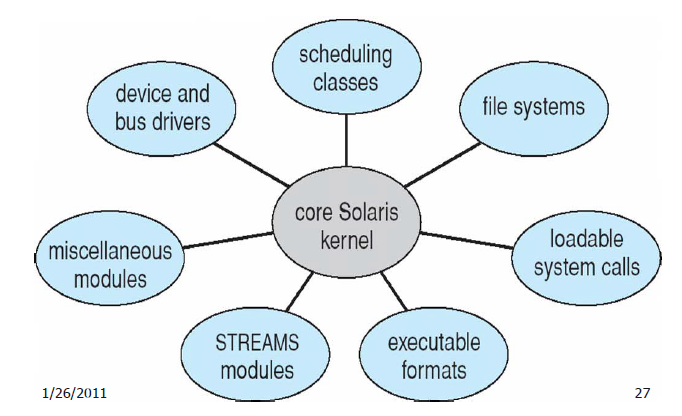 scheduling
classes
device and
bus drivers
file systems
core Solaris
kernel
miscellaneous
modules
loadable
system calls
STREAMS
modules
executable
formats
1/26/2011
27